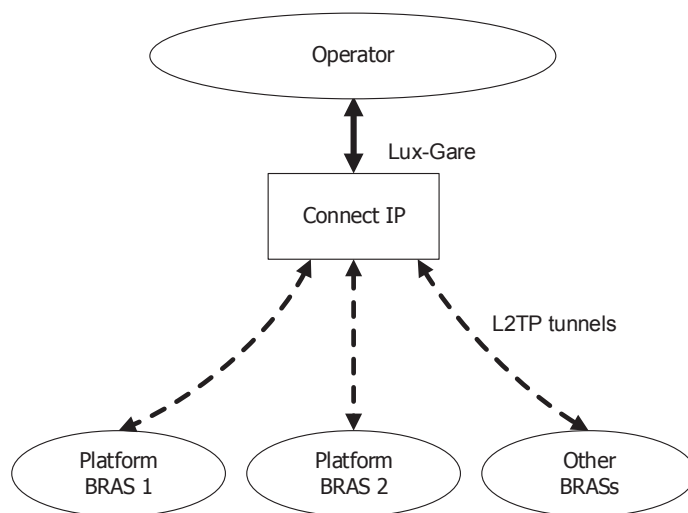 Operator
Lux-Gare
Connect IP
L2TP tunnels
Platform
BRAS 1
Platform
BRAS 2
Other
BRASs